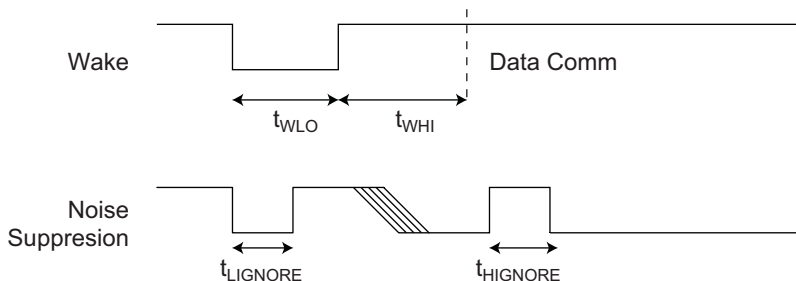 Wake
Data Comm
tWLO
tWHI
Noise
Suppresion
tLIGNORE
tHIGNORE